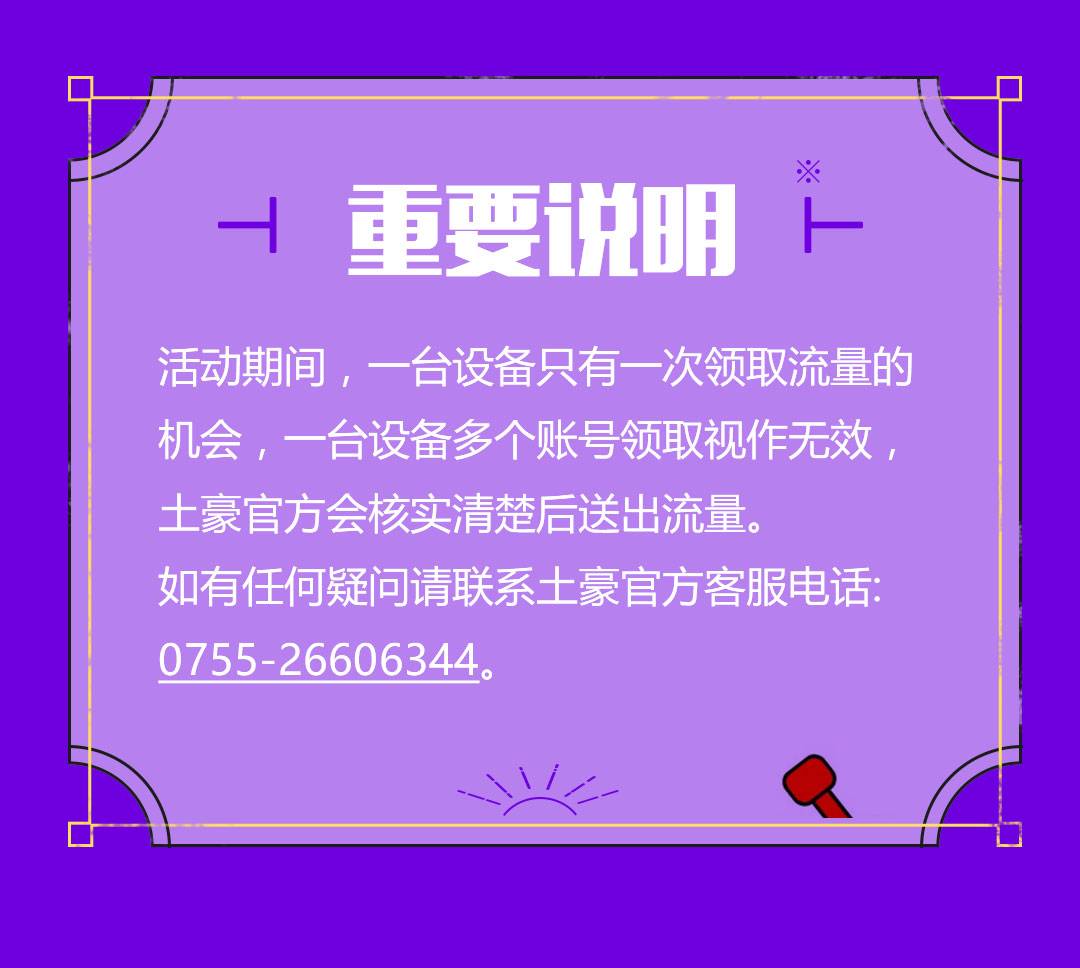 ※
重要说明
活动期间，一台设备只有一次领取流量的
机会，一台设备多个账号领取视作无效，
土豪官方会核实清楚后送出流量。
如有任何疑问请联系土豪官方客服电话:
0755-26606344。